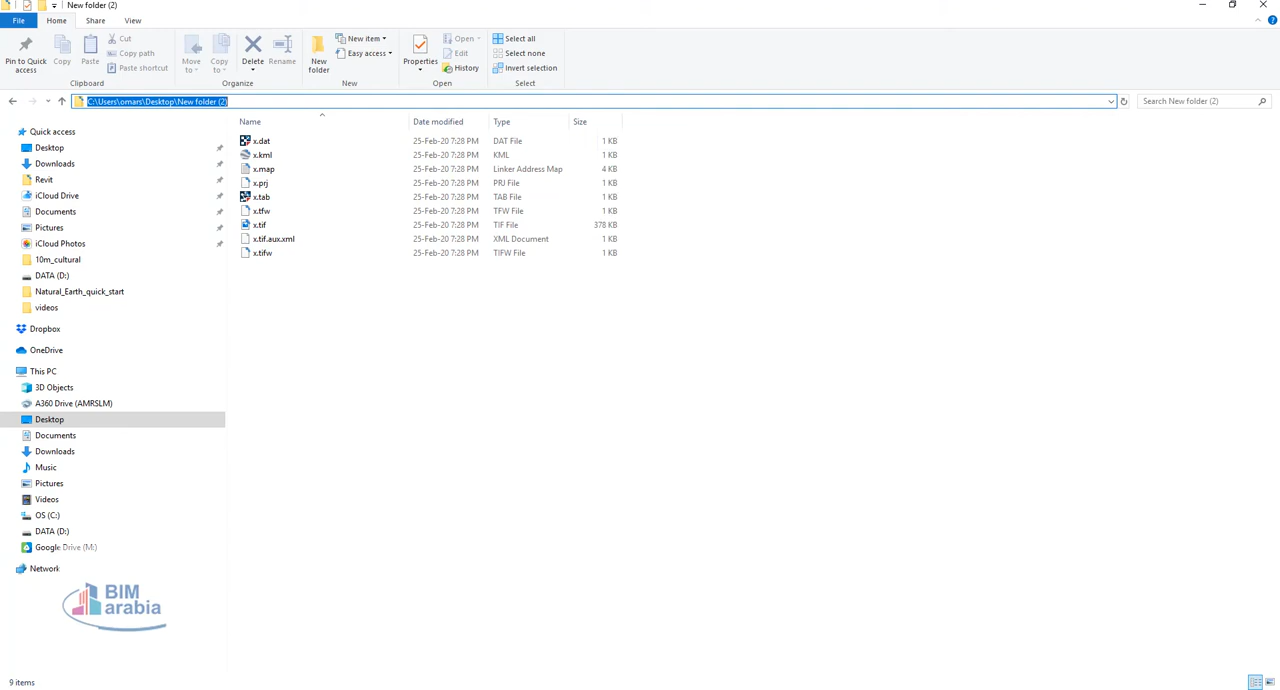 New folder (2)
File
Home
Share
View
Pin to Quick access
Copy
Paste
Cut
Copy path
Paste shortcut
Clipboard
Move to
Copy to
Delete
Rename
Organize
New folder
New item
Easy access
New
Properties
Open
Edit
History
Open
Select all
Select none
Invert selection
Select
C:\Users\omars\Desktop\New folder (2)
Search New folder (2)
Name Date modified Type Size
x.dat 25-Feb-20 7:28 PM DAT File 1 KB
x.kml 25-Feb-20 7:28 PM KML 1 KB
x.map 25-Feb-20 7:28 PM Linker Address Map 4 KB
x.prj 25-Feb-20 7:28 PM PRJ File 1 KB
x.tab 25-Feb-20 7:28 PM TAB File 1 KB
x.tfw 25-Feb-20 7:28 PM TFW File 1 KB
x.tif 25-Feb-20 7:28 PM TIF File 378 KB
x.tif.aux.xml 25-Feb-20 7:28 PM XML Document 1 KB
x.tifw 25-Feb-20 7:28 PM TIFW File 1 KB
Quick access
Desktop
Downloads
Revit
iCloud Drive
Documents
Pictures
iCloud Photos
10m_cultural
DATA (D:)
Natural_Earth_quick_start
videos
Dropbox
OneDrive
This PC
3D Objects
A360 Drive (AMRSLM)
Desktop
Documents
Downloads
Music
Pictures
Videos
OS (C:)
DATA (D:)
Google Drive (M:)
Network
BIM
arabia
9 items